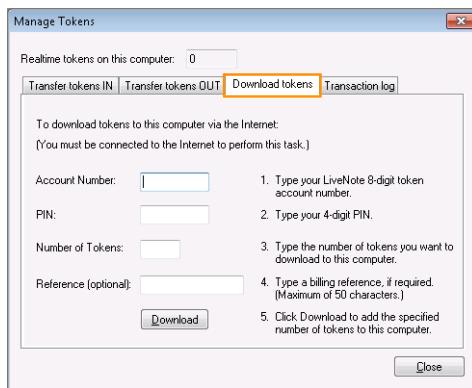 Manage Tokens
Realtime tokens on this computer: 0
Transfer tokens IN Transfer tokens OUT Download tokens Transaction log
To download tokens to this computer via the Internet:
(You must be connected to the Internet to perform this task.)
Account Number:
1. Type your LiveNote 8-digit token
account number.
PIN:
2. Type your 4-digit PIN.
Number of Tokens:
3. Type the number of tokens you want to
download to this computer.
Reference (optional):
4. Type a billing reference, if required.
(Maximum of 50 characters.)
Download
5. Click Download to add the specified
number of tokens to this computer.
Close